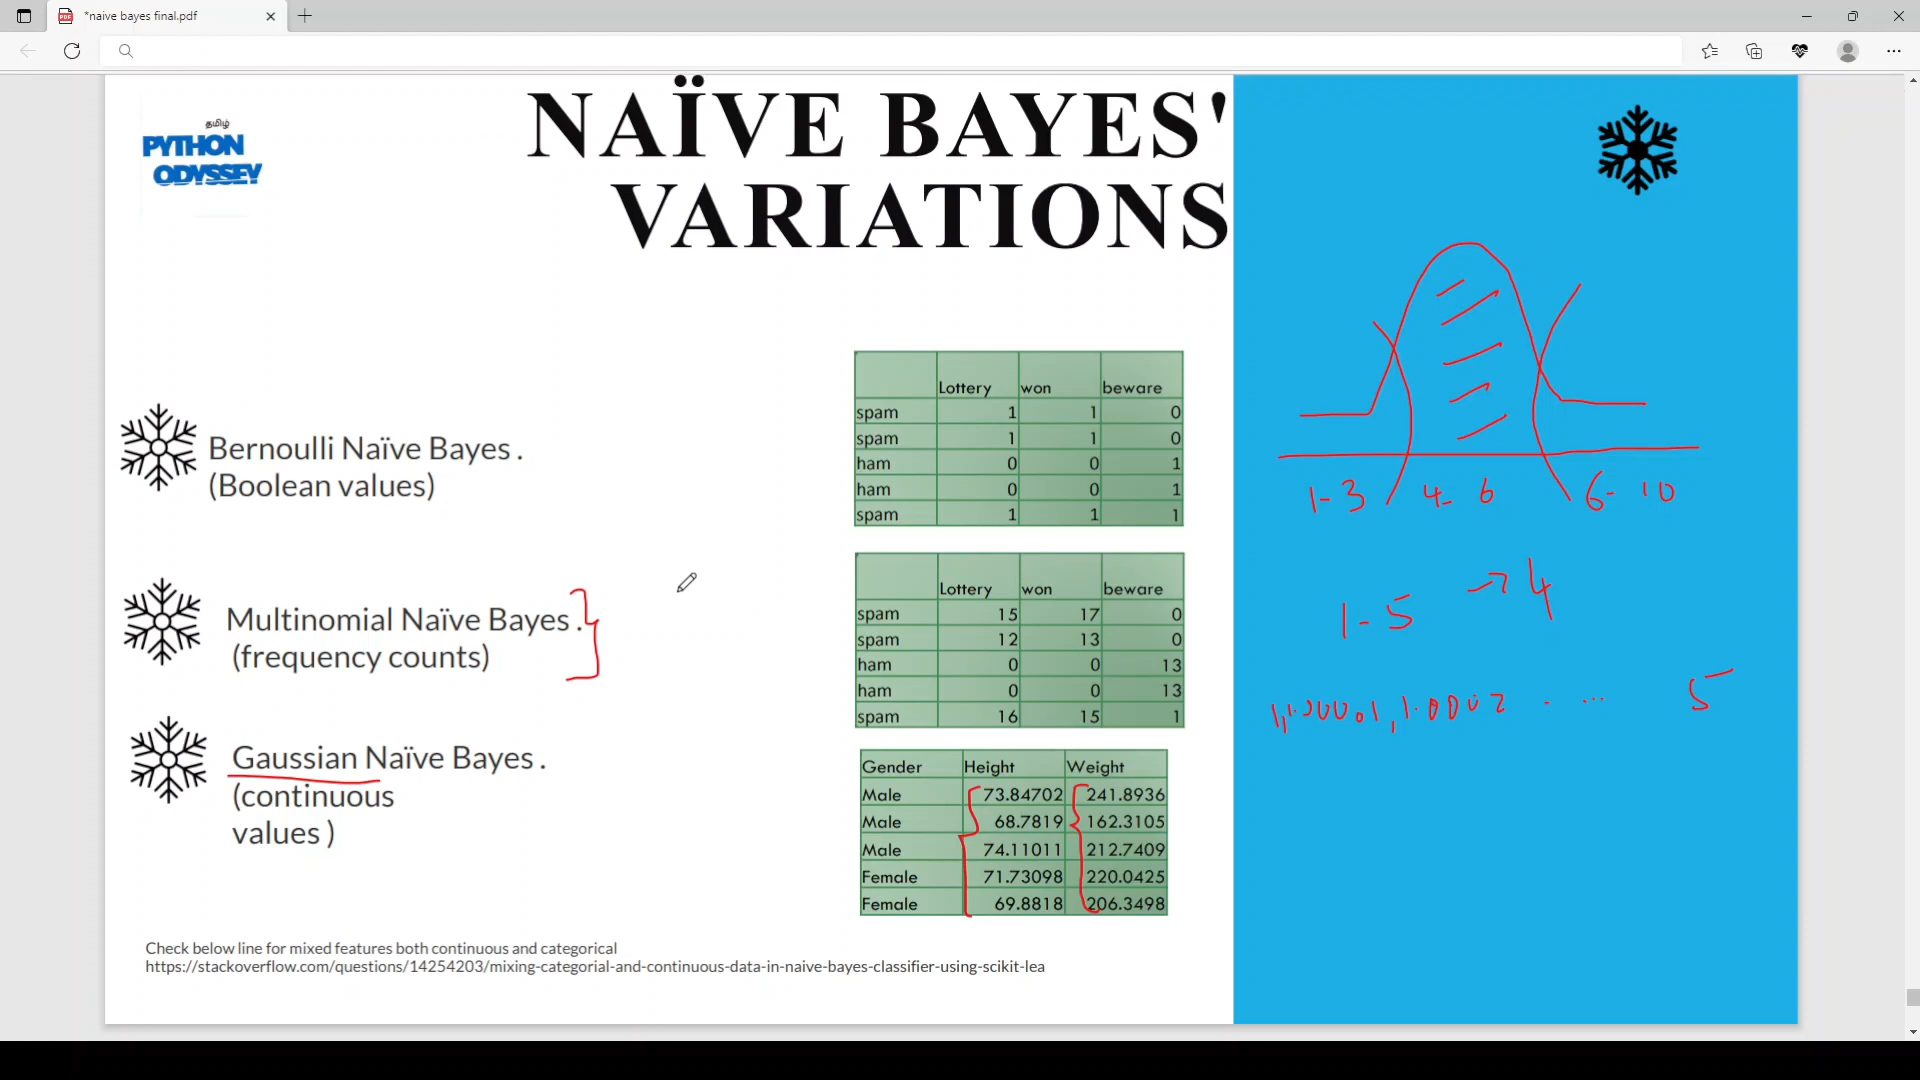 *naive bayes final.pdf
தமிழ்
PYTHON
ODYSSEY
NAÏVE BAYES'
VARIATIONS
Bernoulli Naïve Bayes .
(Boolean values)
Multinomial Naïve Bayes .
(frequency counts)
Gaussian Naïve Bayes .
(continuous
values )
Lottery won beware
spam 1 1 0
spam 1 1 0
ham 0 0 1
ham 0 0 1
spam 1 1 1
Lottery won beware
spam 15 17 0
spam 12 13 0
ham 0 0 13
ham 0 0 13
spam 16 15 1
Gender Height Weight
Male 73.84702 241.8936
Male 68.7819 162.3105
Male 74.11011 212.7409
Female 71.73098 220.0425
Female 69.8818 206.3498
Check below line for mixed features both continuous and categorical
https://stackoverflow.com/questions/14254203/mixing-categorial-and-continuous-data-in-naive-bayes-classifier-using-scikit-lea
1-3 4-6 6-10
1-5 → 4
1.0002 . ... 5